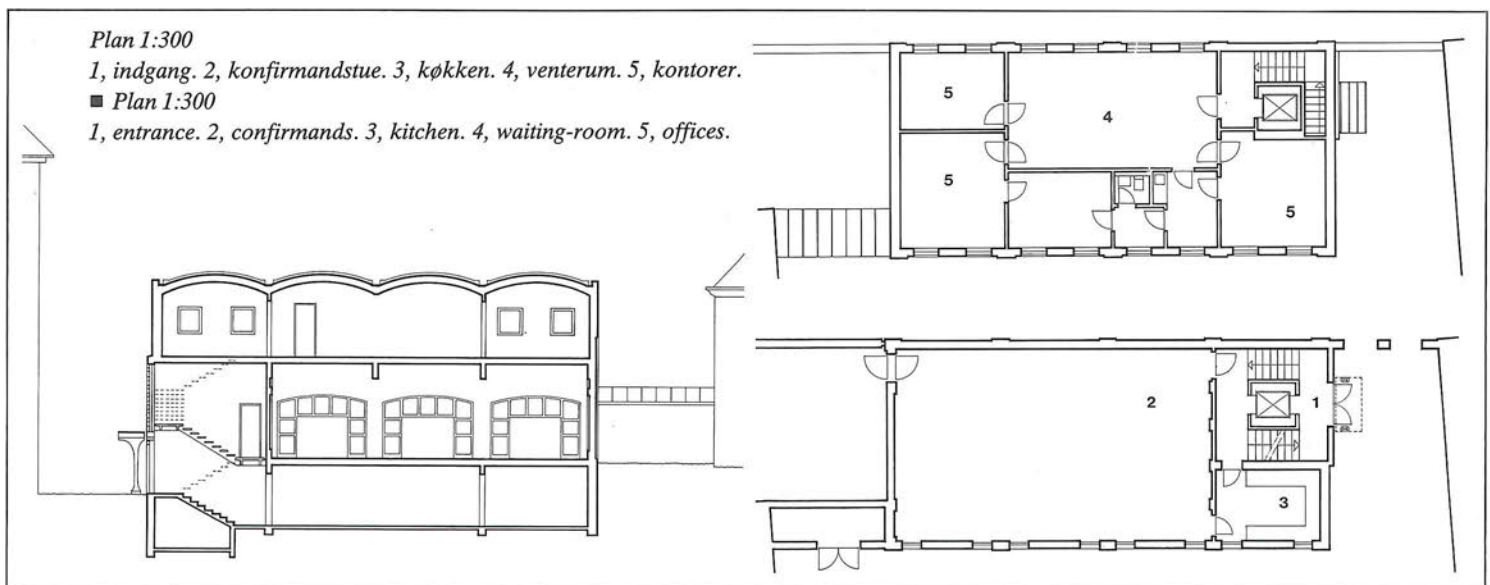 Plan 1:300
1, indgang. 2, konfirmandstue. 3, køkken. 4, venterum. 5, kontorer.
■ Plan 1:300
1, entrance. 2, confirmands. 3, kitchen. 4, waiting-room. 5, offices.
5
4
5
5
2
1
3